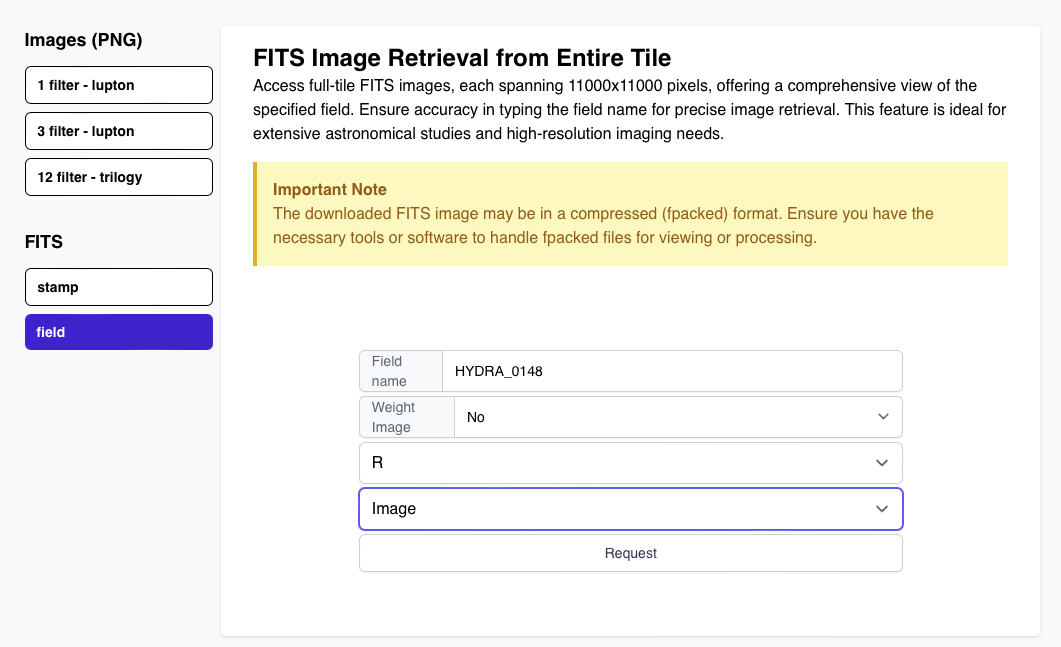 Images (PNG)
1 filter - lupton
3 filter - lupton
12 filter - trilogy
FITS
stamp
field
FITS Image Retrieval from Entire Tile
Access full-tile FITS images, each spanning 11000x11000 pixels, offering a comprehensive view of the
specified field. Ensure accuracy in typing the field name for precise image retrieval. This feature is ideal for
extensive astronomical studies and high-resolution imaging needs.
Important Note
The downloaded FITS image may be in a compressed (fpacked) format. Ensure you have the
necessary tools or software to handle fpacked files for viewing or processing.
Field
name
HYDRA_0148
Weight
Image
No
R
Image
Request